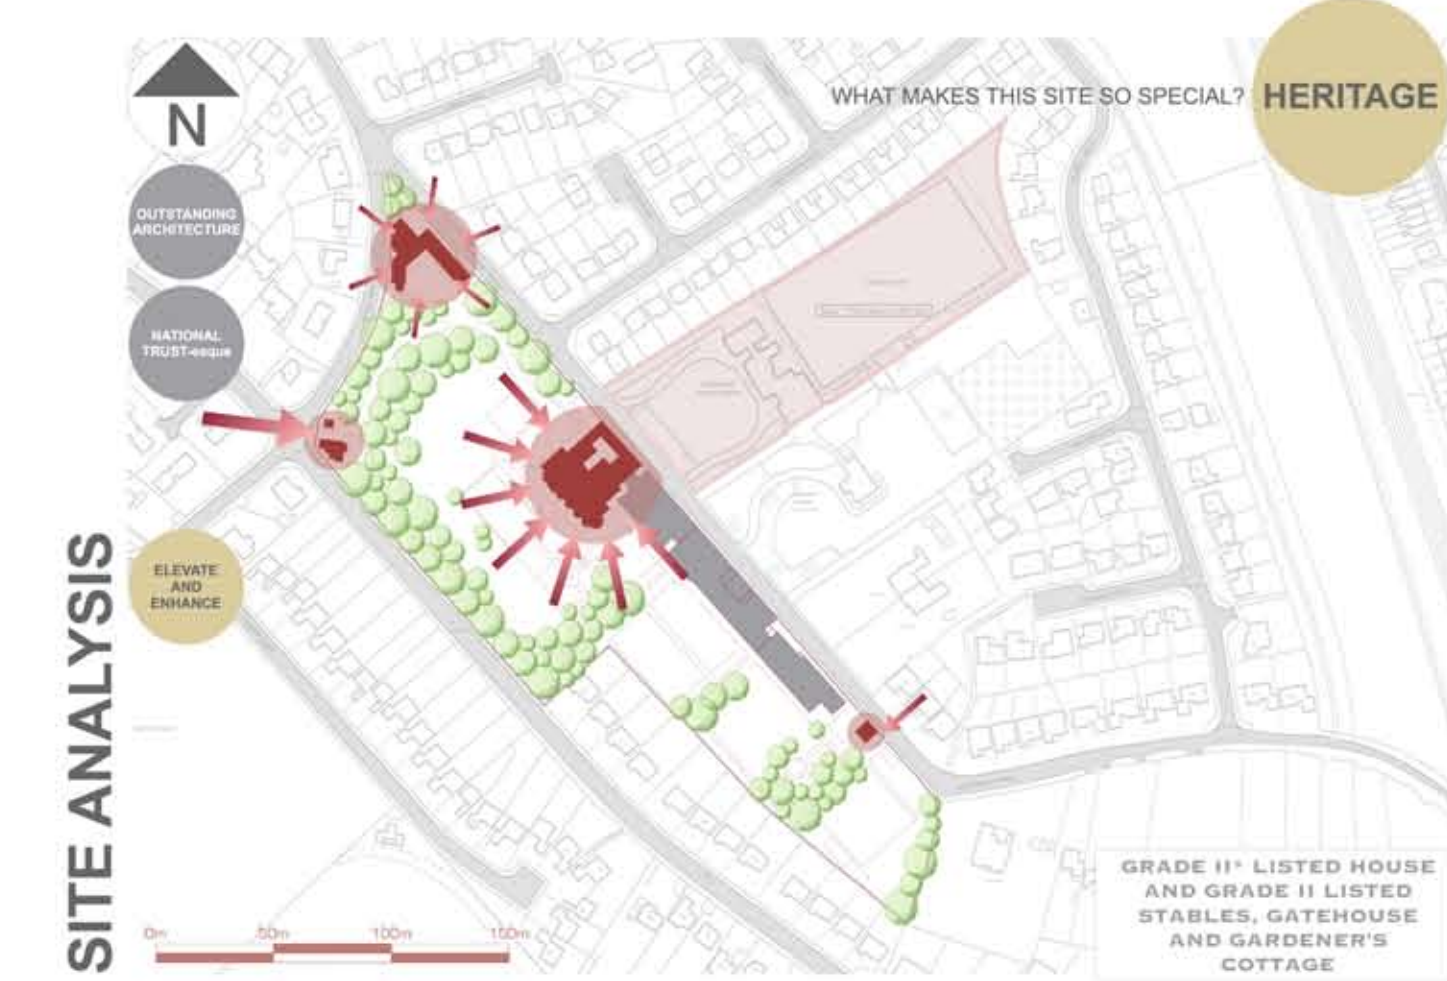 WHAT MAKES THIS SITE SO SPECIAL?
HERITAGE
N
OUTSTANDING
ARCHITECTURE
NATIONAL
TRUST-esque
ELEVATE
AND
ENHANCE
SITE ANALYSIS
0m 50m 100m 150m
GRADE II* LISTED HOUSE
AND GRADE II LISTED
STABLES, GATEHOUSE
AND GARDENER'S
COTTAGE